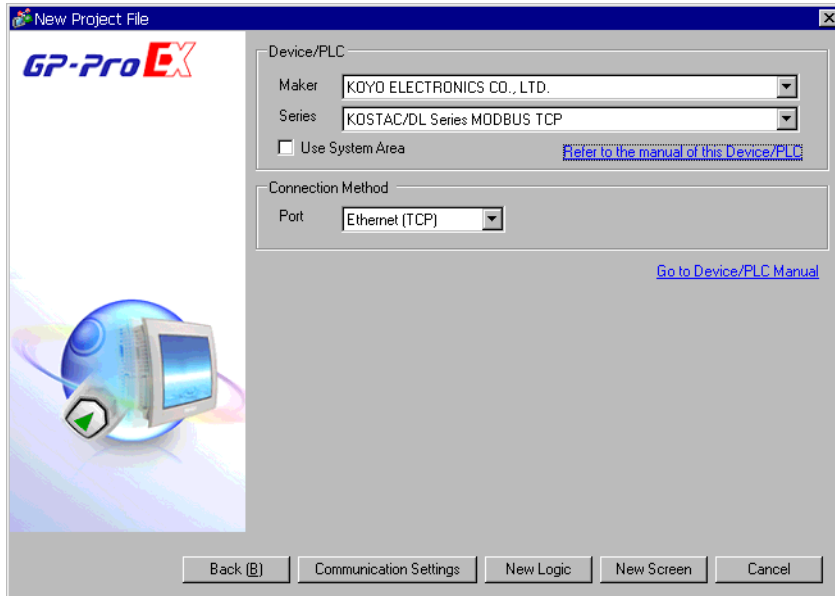 New Project File
GP-Pro EX
Device/PLC
Maker KOYO ELECTRONICS CO., LTD.
Series KOSTAC/DL Series MODBUS TCP
Use System Area Refer to the manual of this Device/PLC
Connection Method
Port Ethernet (TCP)
Go to Device/PLC Manual
Back (B) Communication Settings New Logic New Screen Cancel